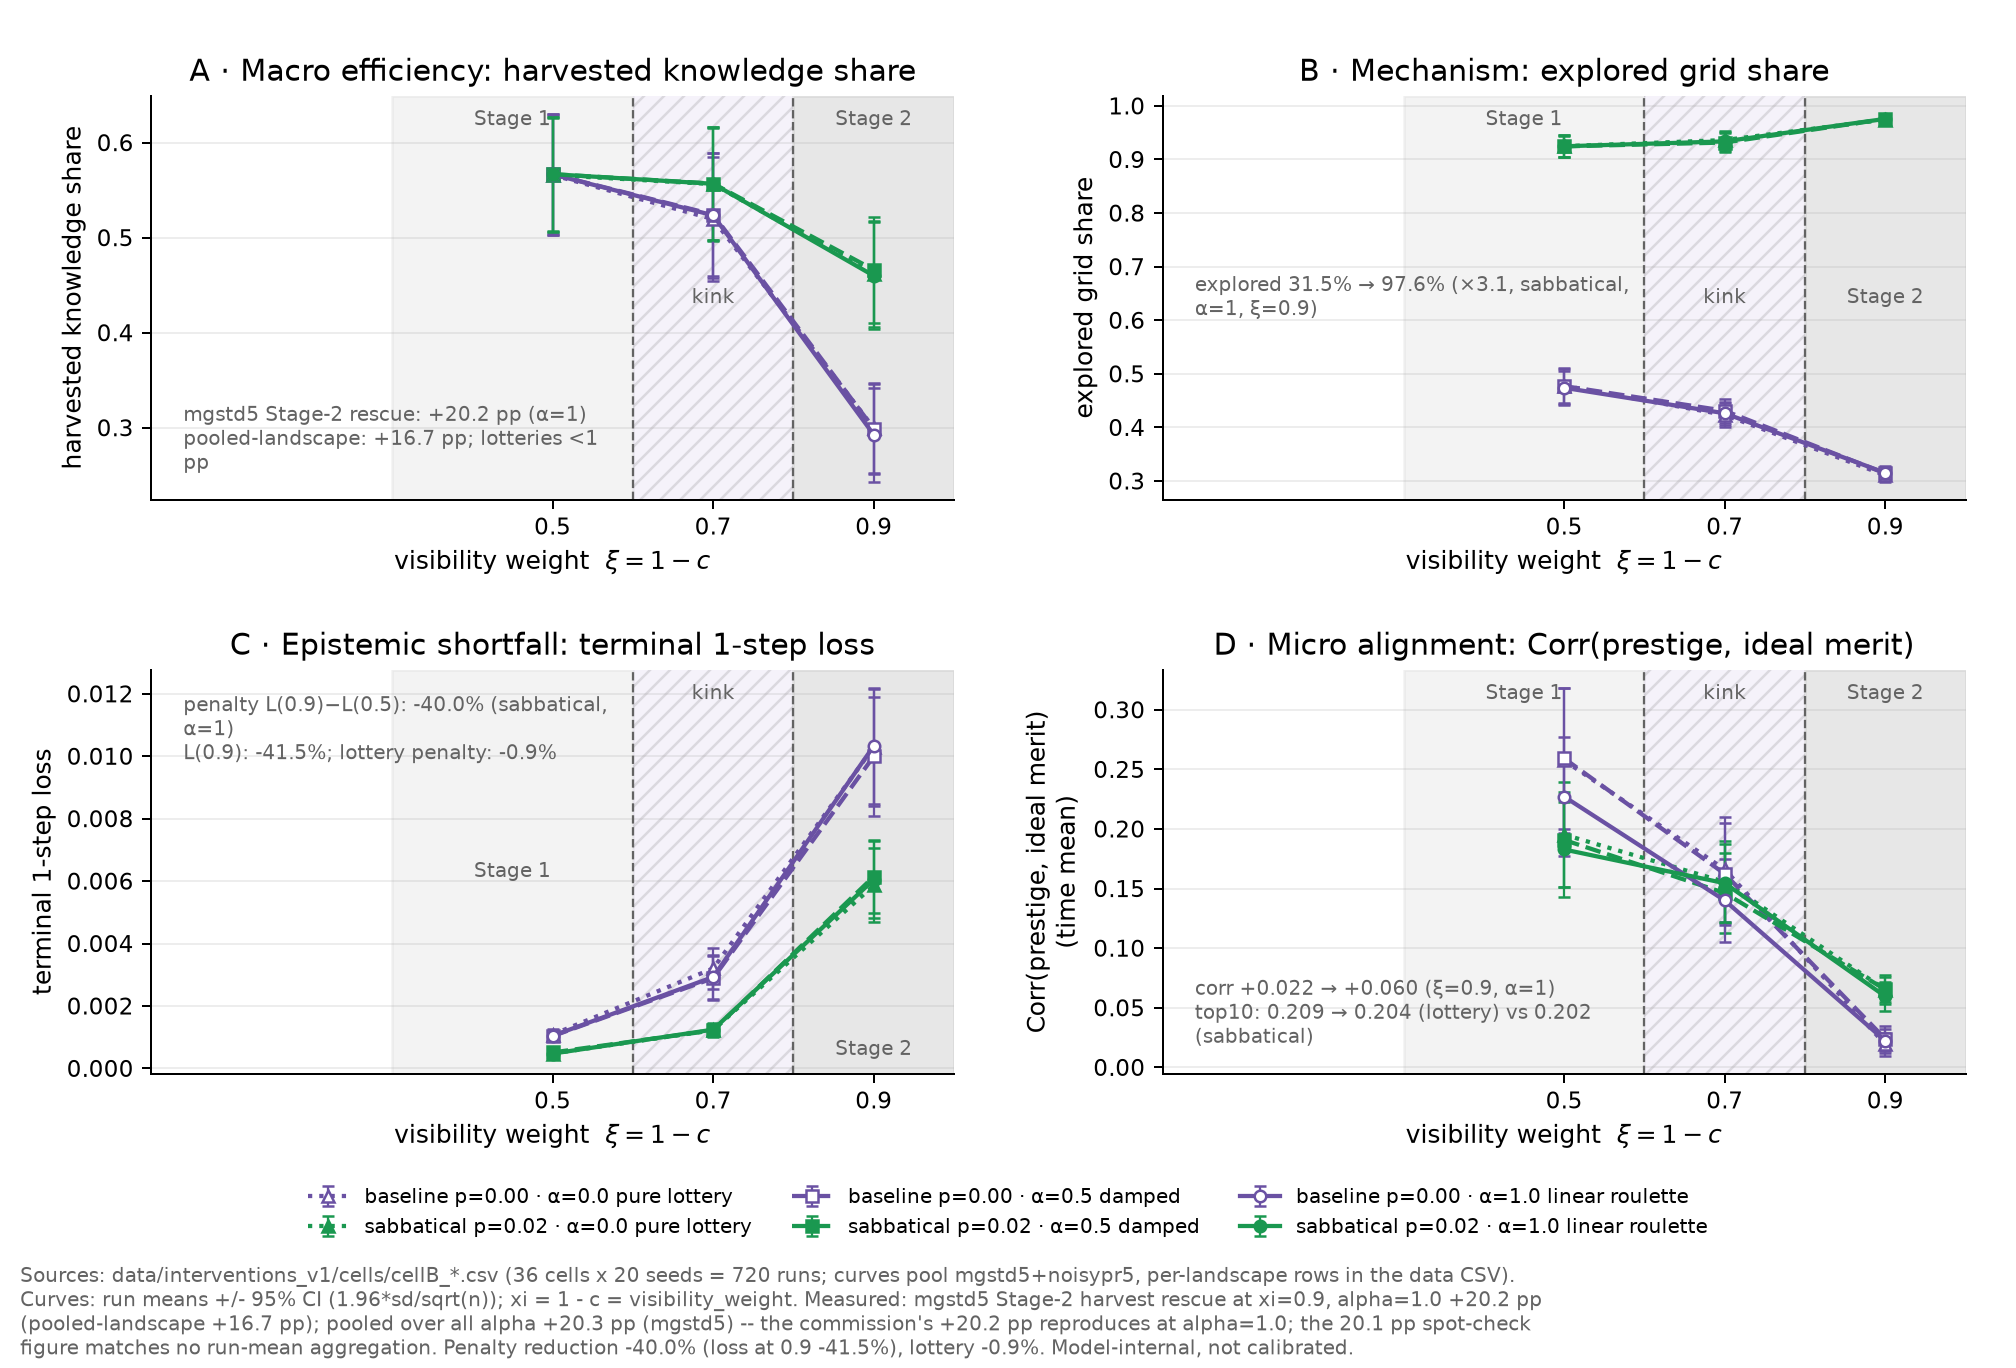 A · Macro efficiency: harvested knowledge share
harvested knowledge share
0.6
0.5
0.4
0.3
Stage 1
kink
Stage 2
mgstd5 Stage-2 rescue: +20.2 pp (α=1)
pooled-landscape: +16.7 pp; lotteries <1
pp
0.5
0.7
0.9
visibility weight ξ = 1 − c
B · Mechanism: explored grid share
explored grid share
1.0
0.9
0.8
0.7
0.6
0.5
0.4
0.3
Stage 1
explored 31.5% → 97.6% (×3.1, sabbatical,
α=1, ξ=0.9)
kink
Stage 2
0.5
0.7
0.9
visibility weight ξ = 1 − c
C · Epistemic shortfall: terminal 1-step loss
terminal 1-step loss
0.012
0.010
0.008
0.006
0.004
0.002
0.000
penalty L(0.9)−L(0.5): -40.0% (sabbatical,
α=1)
L(0.9): -41.5%; lottery penalty: -0.9%
kink
Stage 1
Stage 2
0.5
0.7
0.9
visibility weight ξ = 1 − c
D · Micro alignment: Corr(prestige, ideal merit)
Corr(prestige, ideal merit)
(time mean)
0.30
0.25
0.20
0.15
0.10
0.05
0.00
Stage 1
kink
Stage 2
corr +0.022 → +0.060 (ξ=0.9, α=1)
top10: 0.209 → 0.204 (lottery) vs 0.202
(sabbatical)
0.5
0.7
0.9
visibility weight ξ = 1 − c
baseline p=0.00 · α=0.0 pure lottery
baseline p=0.00 · α=0.5 damped
baseline p=0.00 · α=1.0 linear roulette
sabbatical p=0.02 · α=0.0 pure lottery
sabbatical p=0.02 · α=0.5 damped
sabbatical p=0.02 · α=1.0 linear roulette
Sources: data/interventions_v1/cells/cellB_*.csv (36 cells x 20 seeds = 720 runs; curves pool mgstd5+noisypr5, per-landscape rows in the data CSV).
Curves: run means +/- 95% CI (1.96*sd/sqrt(n)); xi = 1 - c = visibility_weight. Measured: mgstd5 Stage-2 harvest rescue at xi=0.9, alpha=1.0 +20.2 pp
(pooled-landscape +16.7 pp); pooled over all alpha +20.3 pp (mgstd5) -- the commission's +20.2 pp reproduces at alpha=1.0; the 20.1 pp spot-check
figure matches no run-mean aggregation. Penalty reduction -40.0% (loss at 0.9 -41.5%), lottery -0.9%. Model-internal, not calibrated.